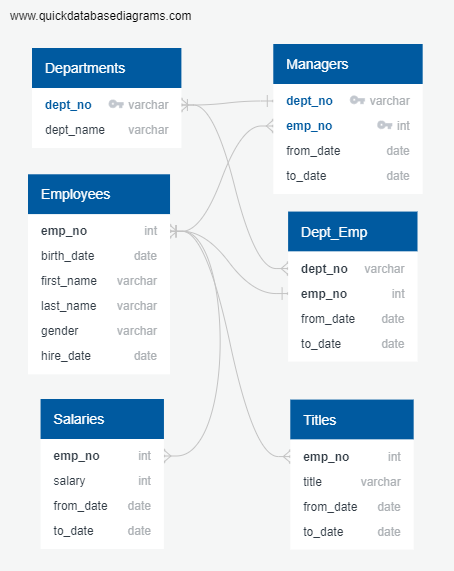 www.quickdatabasediagrams.com
Departments
dept_no varchar
dept_name varchar
Managers
dept_no varchar
emp_no int
from_date date
to_date date
Employees
emp_no int
birth_date date
first_name varchar
last_name varchar
gender varchar
hire_date date
Dept_Emp
dept_no varchar
emp_no int
from_date date
to_date date
Salaries
emp_no int
salary int
from_date date
to_date date
Titles
emp_no int
title varchar
from_date date
to_date date